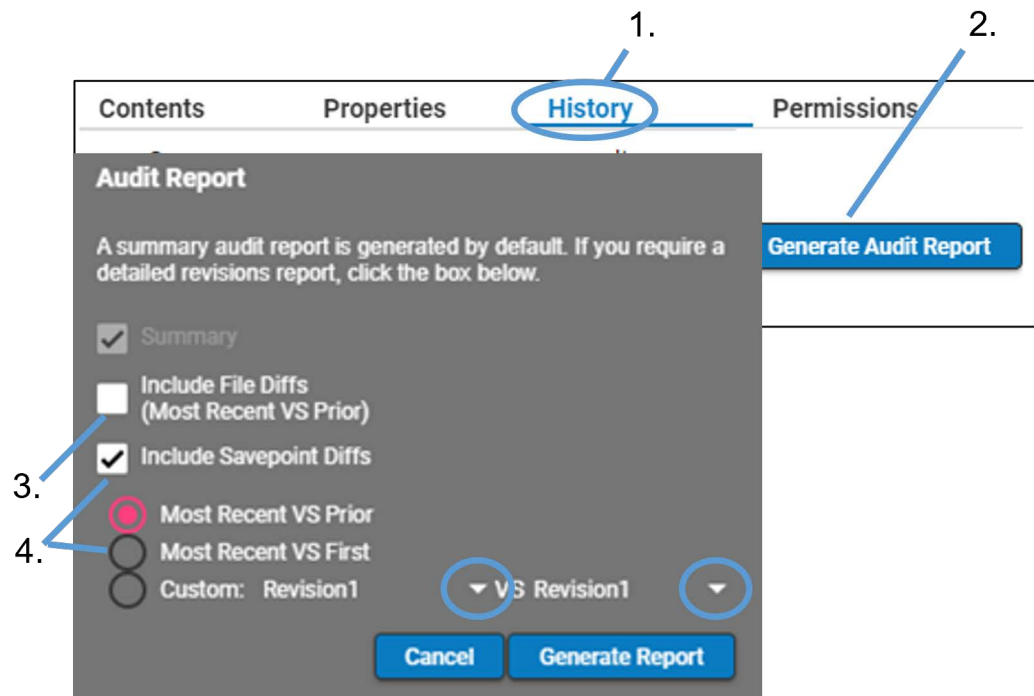 1.
2.
Contents Properties History Permissions
Audit Report
A summary audit report is generated by default. If you require a
detailed revisions report, click the box below.
Generate Audit Report
Summary
Include File Diffs
(Most Recent VS Prior)
Include Savepoint Diffs
3.
Most Recent VS Prior
4.
Most Recent VS First
Custom: Revision1 VS Revision1
Cancel Generate Report